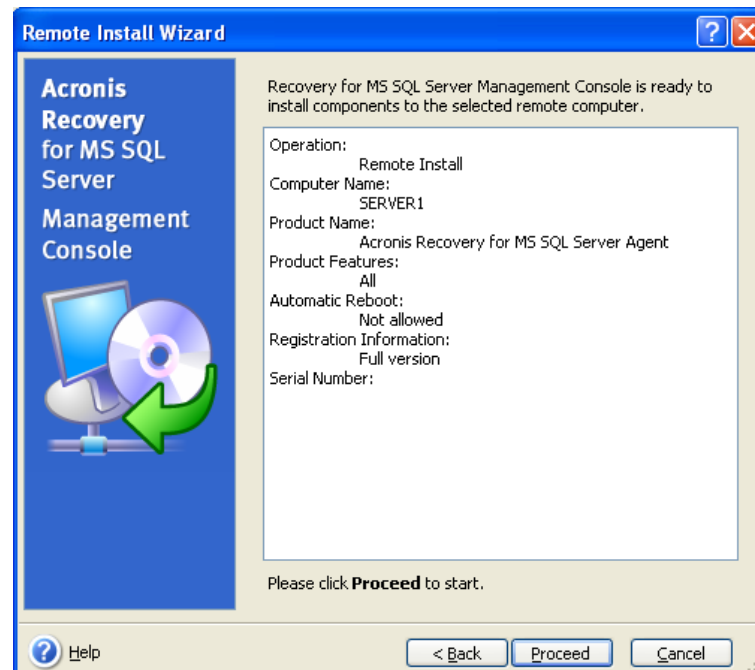 Remote Install Wizard
Acronis
Recovery
for MS SQL
Server
Management
Console
Recovery for MS SQL Server Management Console is ready to
install components to the selected remote computer.
Operation:
Remote Install
Computer Name:
SERVER1
Product Name:
Acronis Recovery for MS SQL Server Agent
Product Features:
All
Automatic Reboot:
Not allowed
Registration Information:
Full version
Serial Number:
Please click Proceed to start.
Help
< Back
Proceed
Cancel